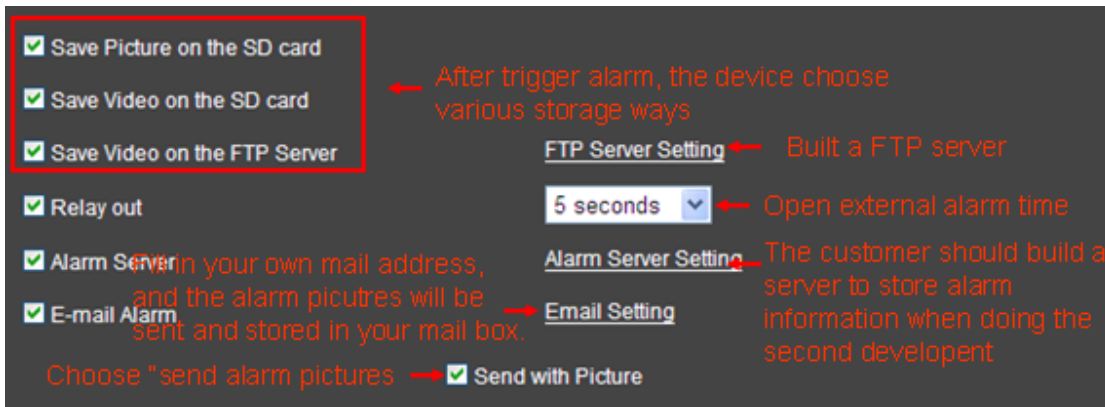 Save Picture on the SD card
After trigger alarm, the device choose
Save Video on the SD card
various storage ways
Save Video on the FTP Server
FTP Server Setting
Built a FTP server
Relay out
5 seconds
Open external alarm time
Alarm Server
Fill in your own mail address,
Alarm Server Setting
The customer should build a
and the alarm picutres will be
server to store alarm
E-mail Alarm
sent and stored in your mail box.
Email Setting
information when doing the
second developent
Choose "send alarm pictures
Send with Picture